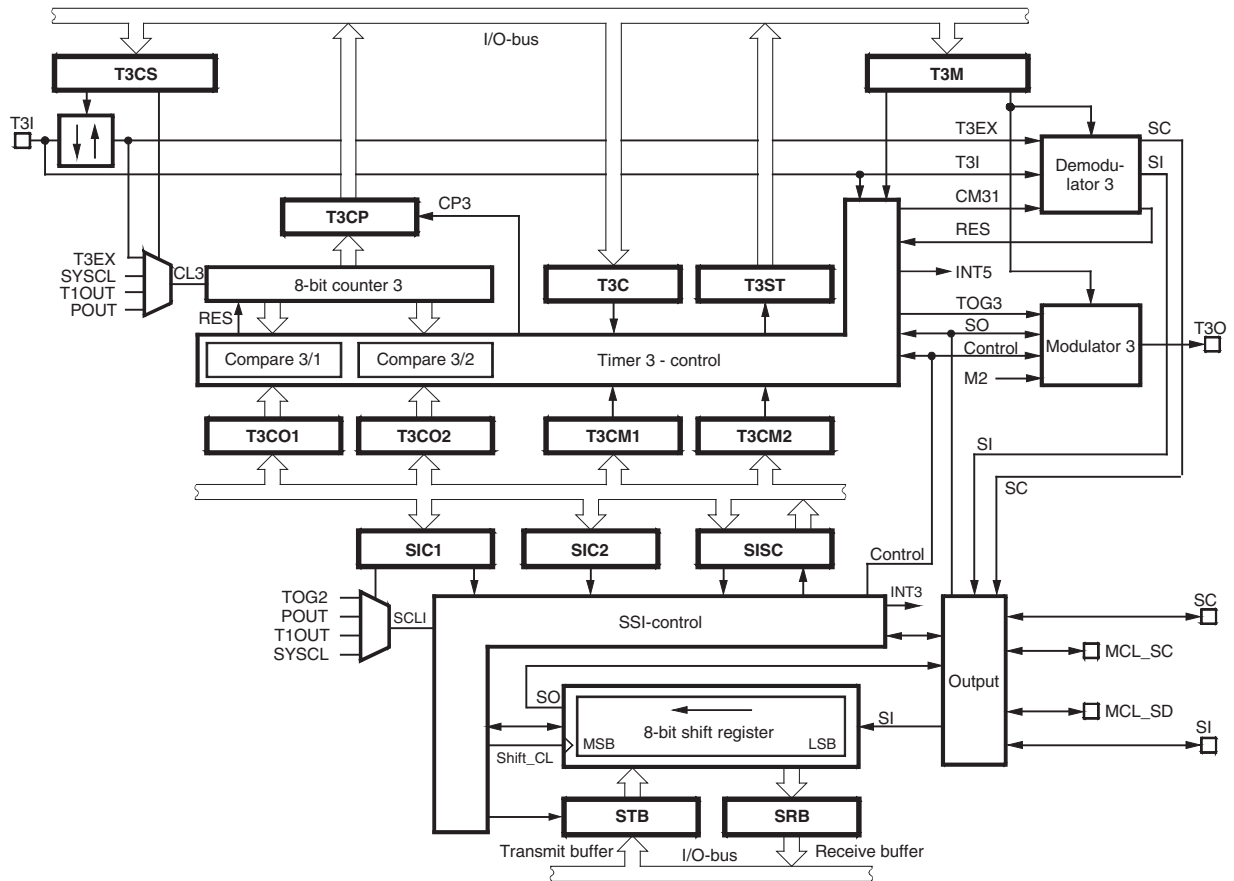 I/O-bus
T3CS
T3M
T3I
T3EX
SC
T3I
SI
Demodu-
lator 3
CP3
CM31
T3CP
RES
T3EX
SYSCL
T1OUT
POUT
CL3
8-bit counter 3
T3C
T3ST
INT5
RES
TOG3
SO
Control
M2
Modulator 3
T3O
Compare 3/1
Compare 3/2
Timer 3 - control
T3CO1
T3CO2
T3CM1
T3CM2
SI
SC
SIC1
SIC2
SISC
Control
TOG2
POUT
T1OUT
SYSCL
SCLI
SSI-control
INT3
SC
MCL_SC
Output
MCL_SD
SI
SO
SI
8-bit shift register
MSB
LSB
Shift_CL
STB
SRB
Transmit buffer
I/O-bus
Receive buffer